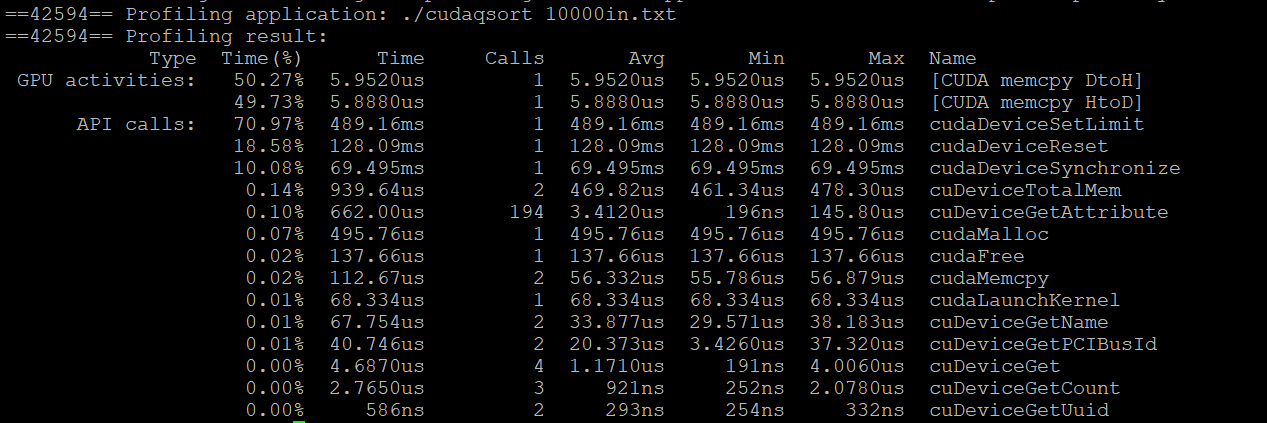 ==42594== Profiling application: ./cudaqsort 10000in.txt
==42594== Profiling result:
Type Time(%) Time Calls Avg Min Max Name
GPU activities: 50.27% 5.9520us 1 5.9520us 5.9520us 5.9520us [CUDA memcpy DtoH]
49.73% 5.8880us 1 5.8880us 5.8880us 5.8880us [CUDA memcpy HtoD]
API calls: 70.97% 489.16ms 1 489.16ms 489.16ms 489.16ms cudaDeviceSetLimit
18.58% 128.09ms 1 128.09ms 128.09ms 128.09ms cudaDeviceReset
10.08% 69.495ms 1 69.495ms 69.495ms 69.495ms cudaDeviceSynchronize
0.14% 939.64us 2 469.82us 461.34us 478.30us cuDeviceTotalMem
0.10% 662.00us 194 3.4120us 196ns 145.80us cuDeviceGetAttribute
0.07% 495.76us 1 495.76us 495.76us 495.76us cudaMalloc
0.02% 137.66us 1 137.66us 137.66us 137.66us cudaFree
0.02% 112.67us 2 56.332us 55.786us 56.879us cudaMemcpy
0.01% 68.334us 1 68.334us 68.334us 68.334us cudaLaunchKernel
0.01% 67.754us 2 33.877us 29.571us 38.183us cuDeviceGetName
0.01% 40.746us 2 20.373us 3.4260us 37.320us cuDeviceGetPCIBusId
0.00% 4.6870us 4 1.1710us 191ns 4.0060us cuDeviceGet
0.00% 2.7650us 3 921ns 252ns 2.0780us cuDeviceGetCount
0.00% 586ns 2 293ns 254ns 332ns cuDeviceGetUuid